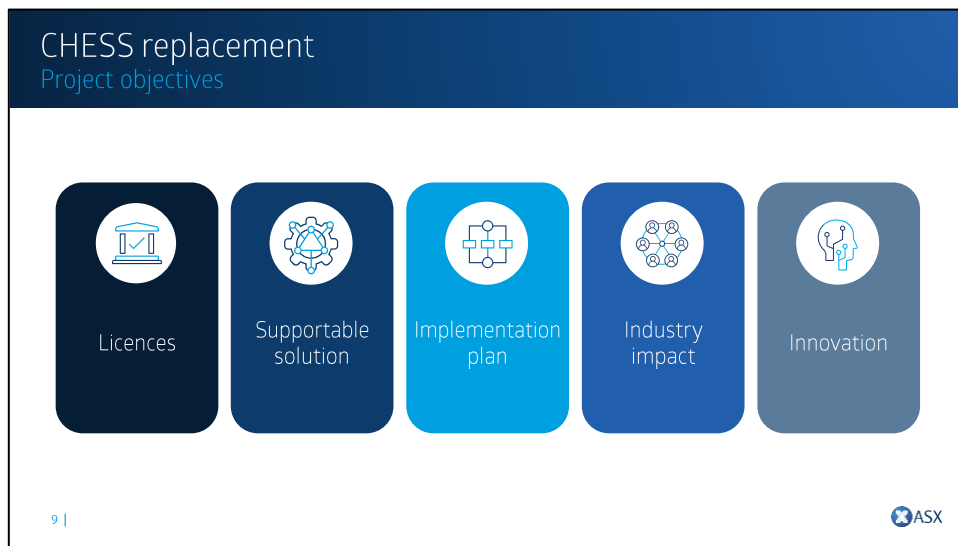 CHESS replacement
Project objectives
Licences
Supportable
solution
Implementation
plan
Industry
impact
Innovation
9 |
ASX